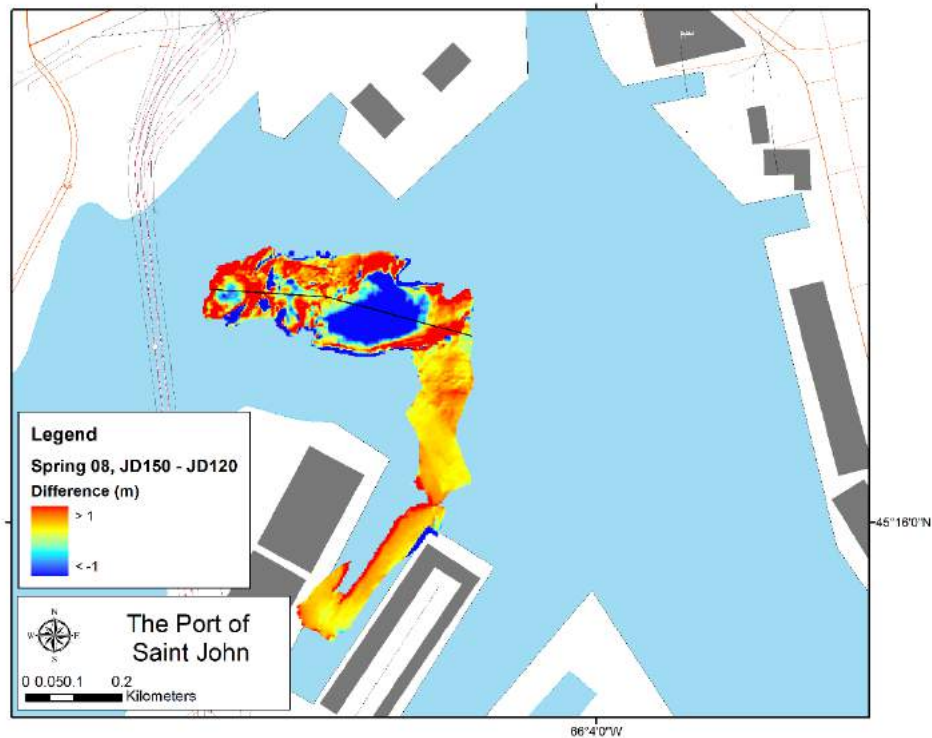 Legend
Spring 08, JD150 - JD120
Difference (m)
> 1
< -1
45°16'0"N
N
W E
S
The Port of
Saint John
0 0.050.1 0.2
Kilometers
66°4'0"W